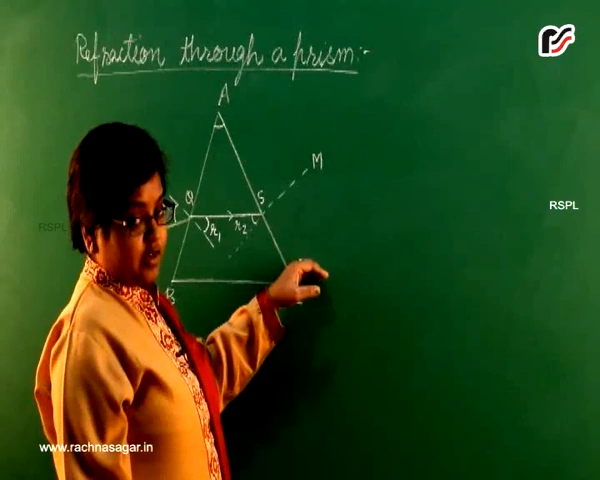 Refraction through a prism:-
A
M
RSPL
Q
S
RSPL
r1
r2
B
www.rachnasagar.in